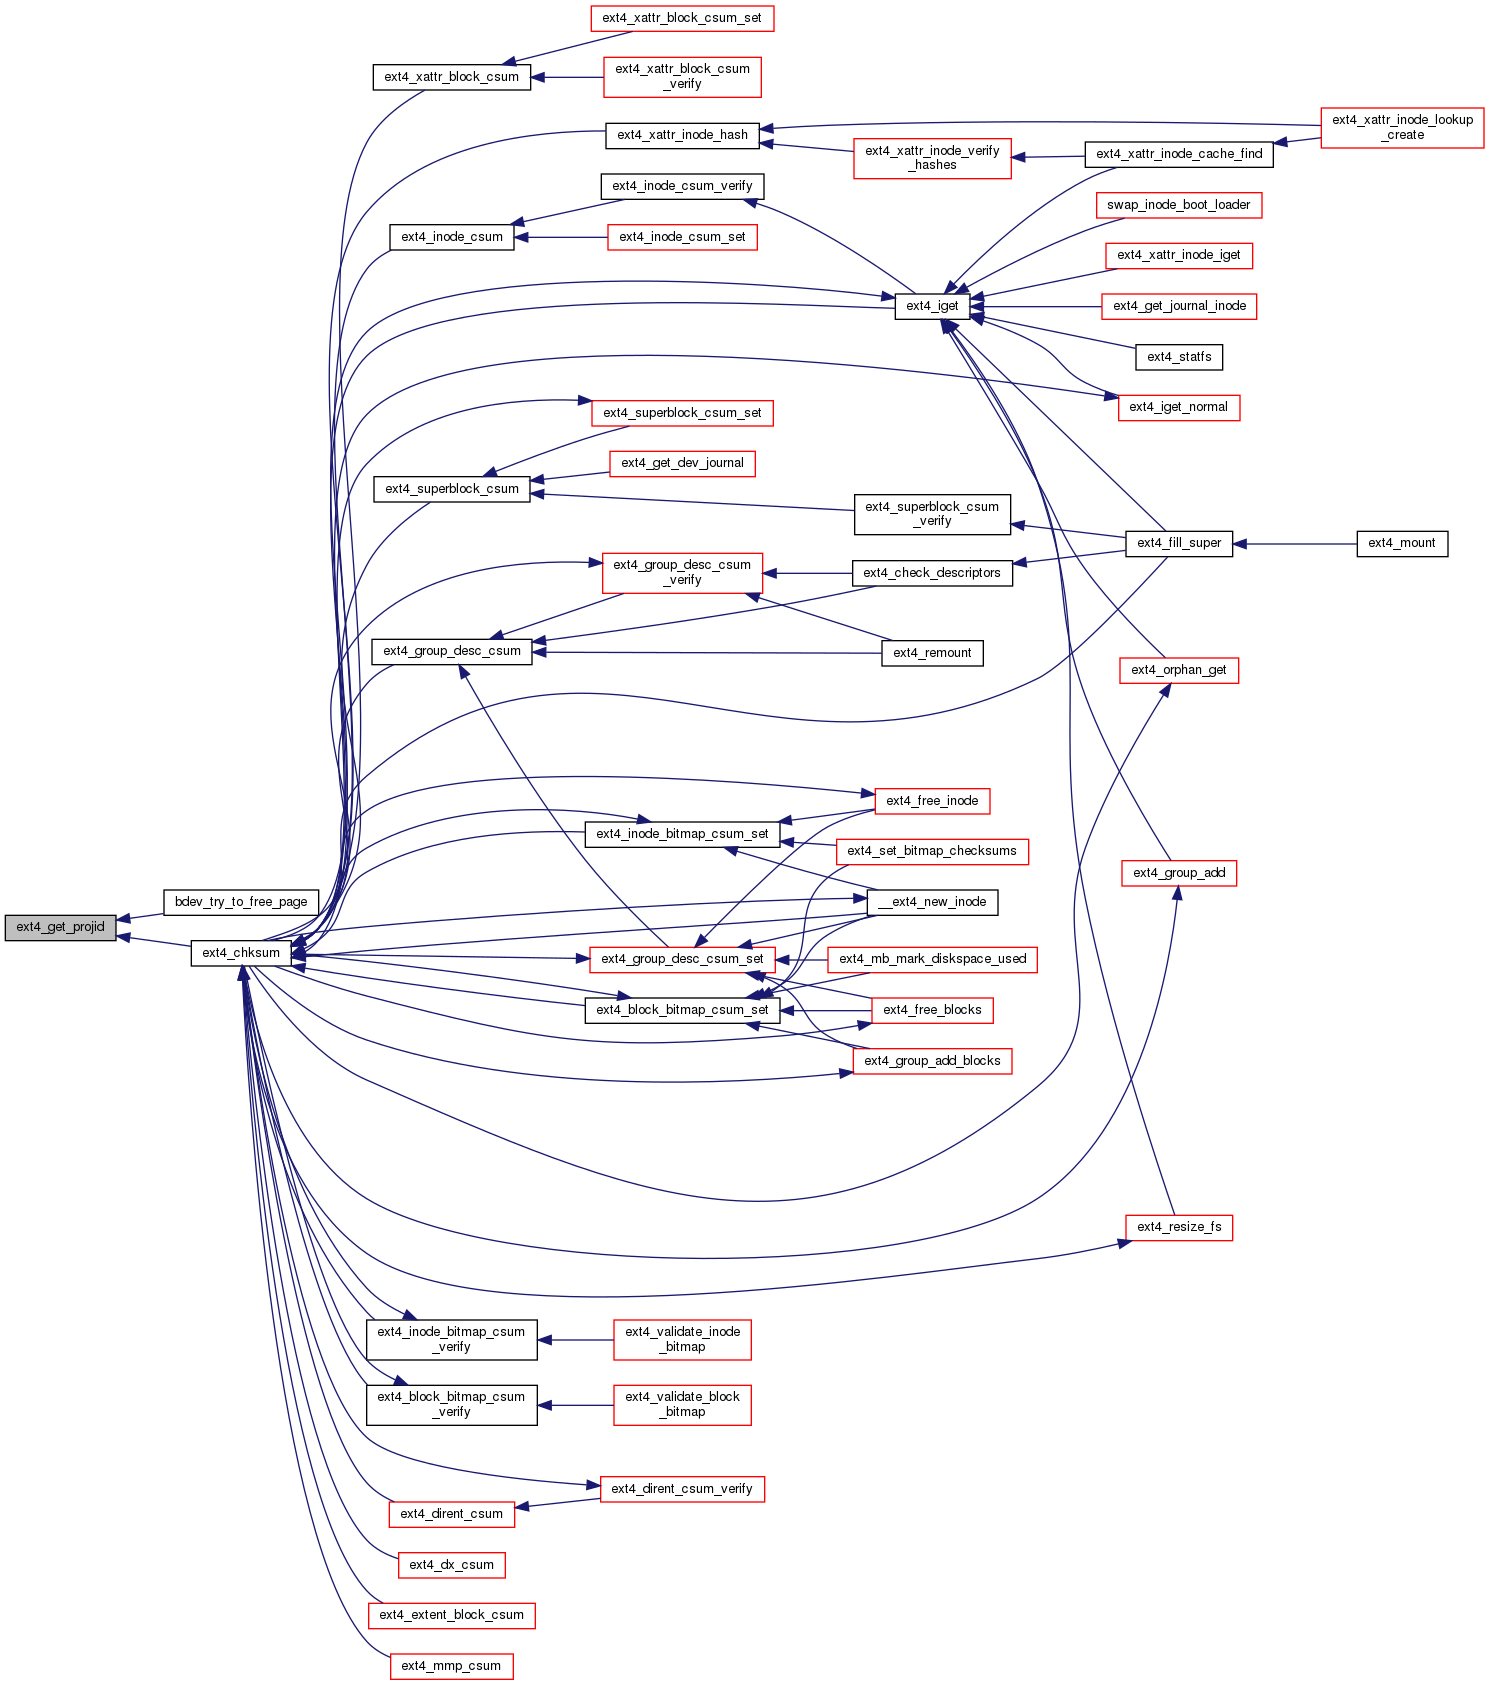 ext4_xattr_block_csum_set
ext4_xattr_block_csum
ext4_xattr_block_csum
_verify
ext4_xattr_inode_hash
ext4_xattr_inode_lookup
_create
ext4_xattr_inode_verify
_hashes
ext4_xattr_inode_cache_find
ext4_inode_csum_verify
swap_inode_boot_loader
ext4_inode_csum
ext4_inode_csum_set
ext4_xattr_inode_iget
ext4_iget
ext4_get_journal_inode
ext4_statfs
ext4_iget_normal
ext4_superblock_csum_set
ext4_get_dev_journal
ext4_superblock_csum
ext4_superblock_csum
_verify
ext4_fill_super
ext4_mount
ext4_group_desc_csum
_verify
ext4_check_descriptors
ext4_group_desc_csum
ext4_remount
ext4_orphan_get
ext4_free_inode
ext4_inode_bitmap_csum_set
ext4_set_bitmap_checksums
ext4_group_add
bdev_try_to_free_page
__ext4_new_inode
ext4_get_projid
ext4_chksum
ext4_group_desc_csum_set
ext4_mb_mark_diskspace_used
ext4_block_bitmap_csum_set
ext4_free_blocks
ext4_group_add_blocks
ext4_resize_fs
ext4_inode_bitmap_csum
_verify
ext4_validate_inode
_bitmap
ext4_block_bitmap_csum
_verify
ext4_validate_block
_bitmap
ext4_dirent_csum_verify
ext4_dirent_csum
ext4_dx_csum
ext4_extent_block_csum
ext4_mmp_csum